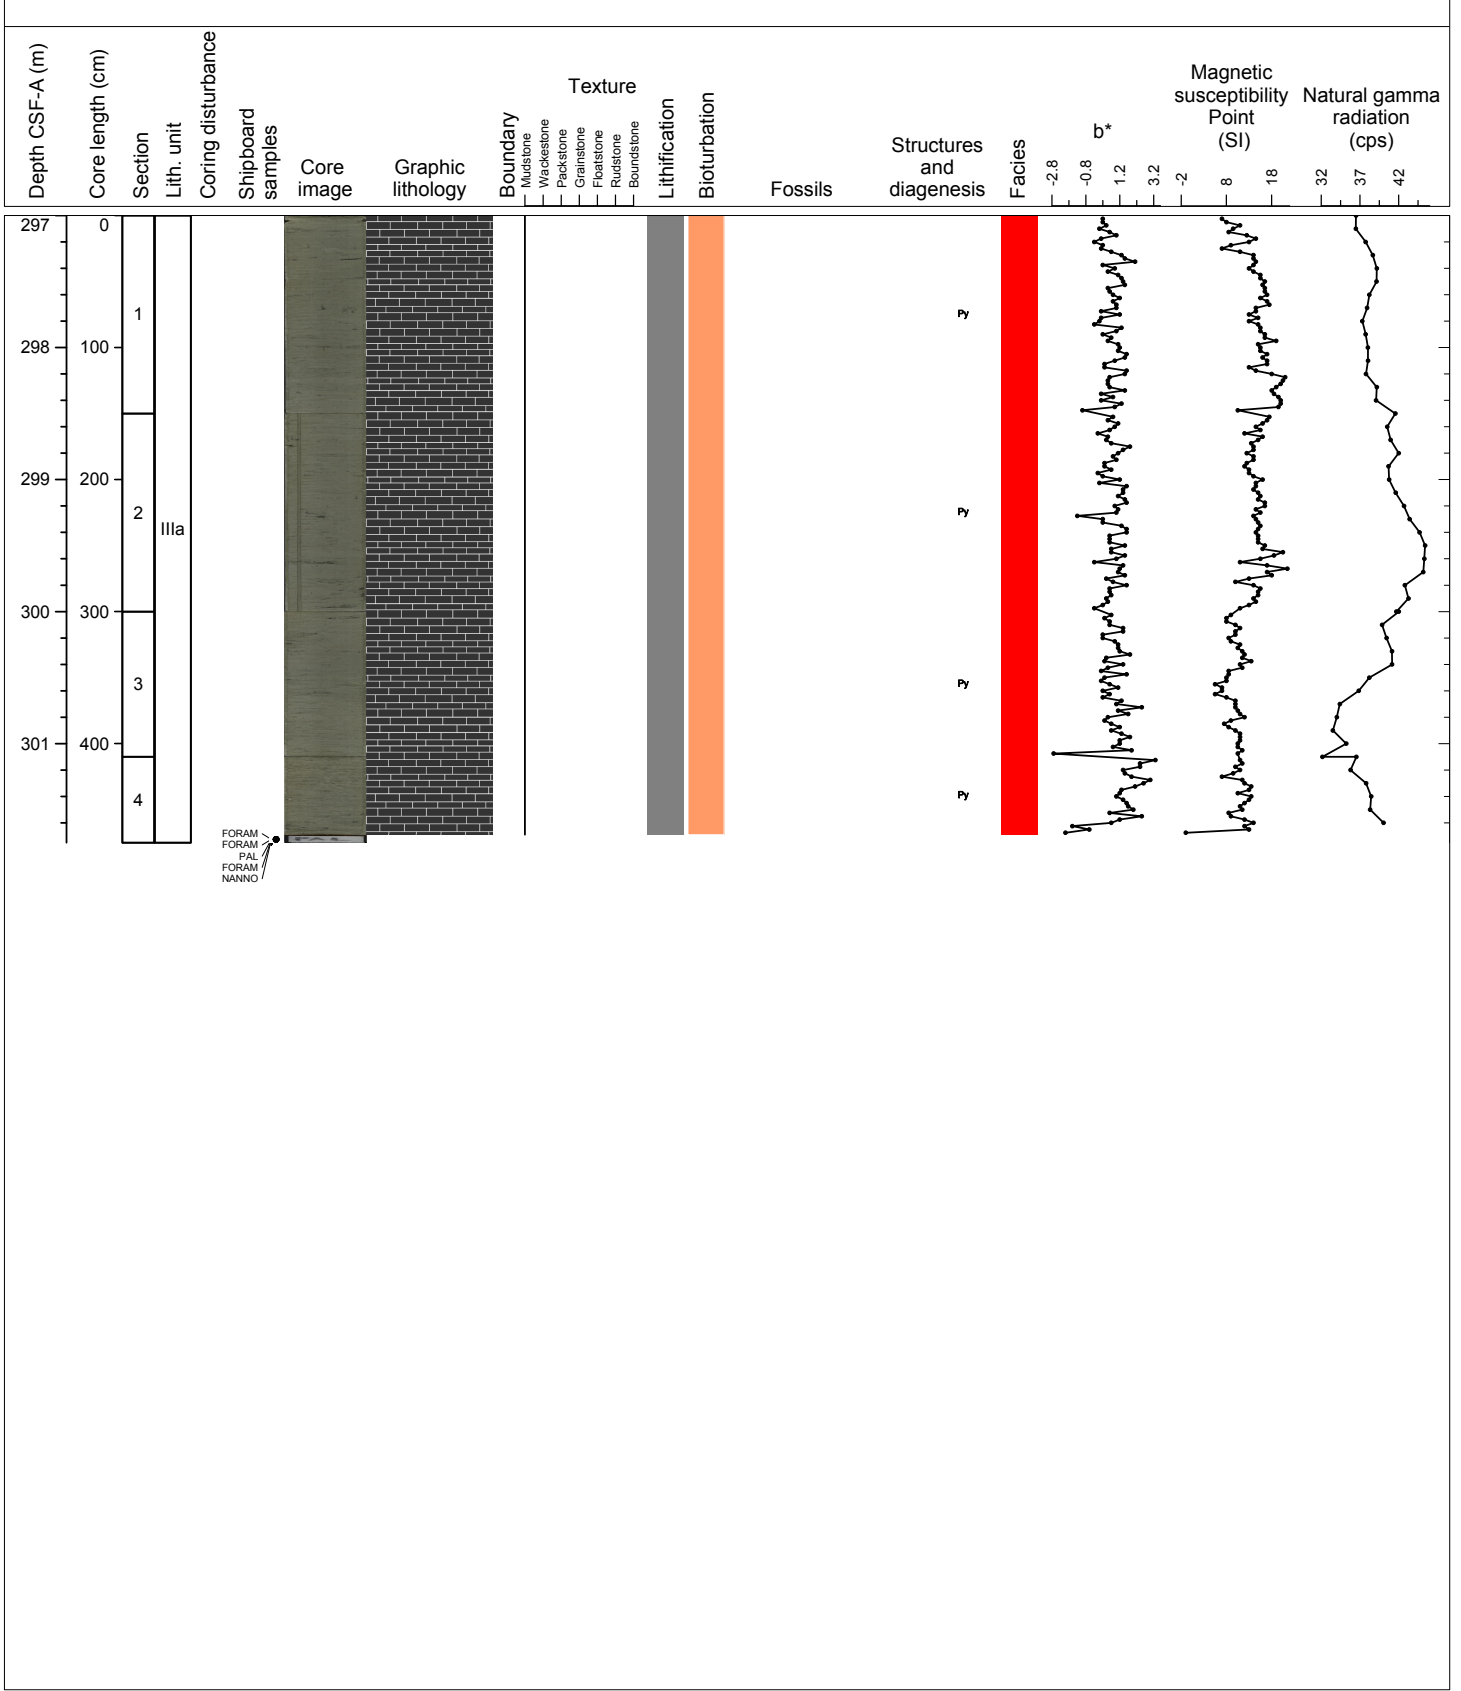 Depth CSF-A (m)
Core length (cm)
Section
Lith. unit
Coring disturbance
Shipboard
samples
Core
image
Graphic
lithology
Boundary
Texture
Mudstone
Wackestone
Packstone
Grainstone
Floatstone
Rudstone
Boundstone
Lithification
Bioturbation
Fossils
Structures
and
diagenesis
Facies
b*
-2.8
-0.8
1.2
3.2
Magnetic
susceptibility
Point
(SI)
-2
8
18
Natural gamma
radiation
(cps)
32
37
42
297
0
1
Py
298
100
299
200
2
Py
IIIa
300
300
3
Py
301
400
4
Py
FORAM
FORAM
PAL
FORAM
NANNO